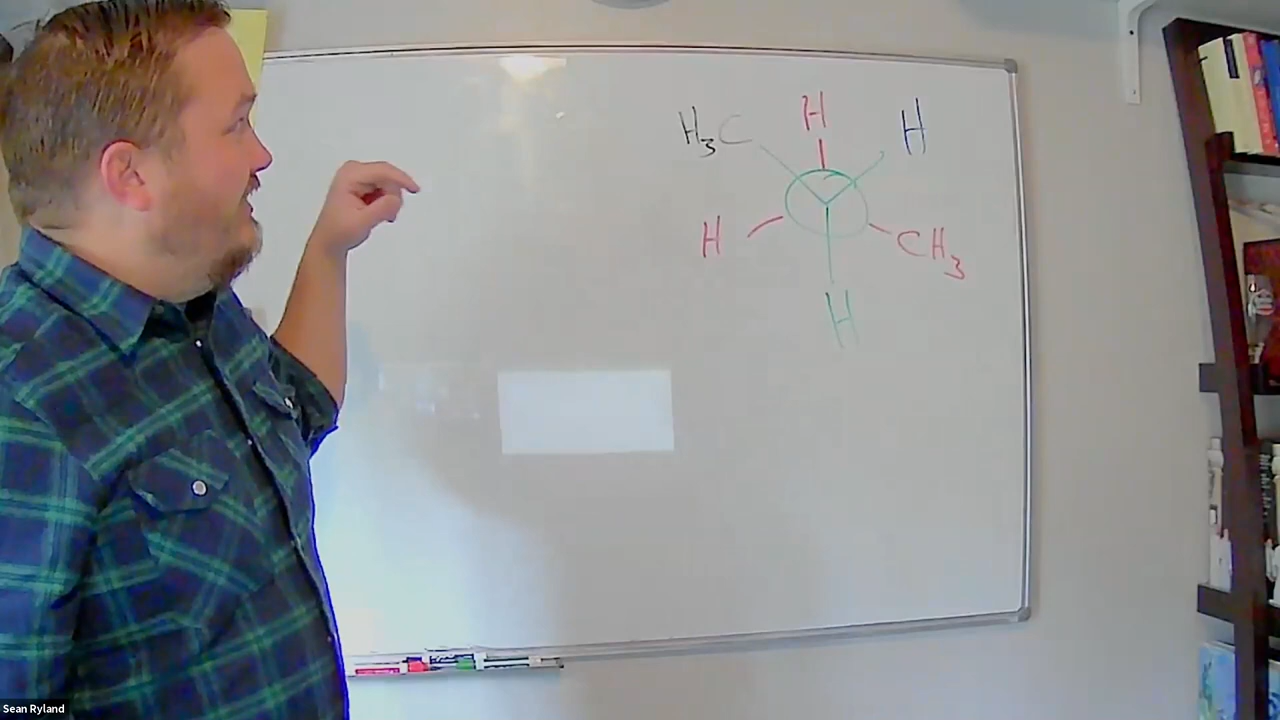 H
H₃C H
H CH₃
H
Sean Ryland